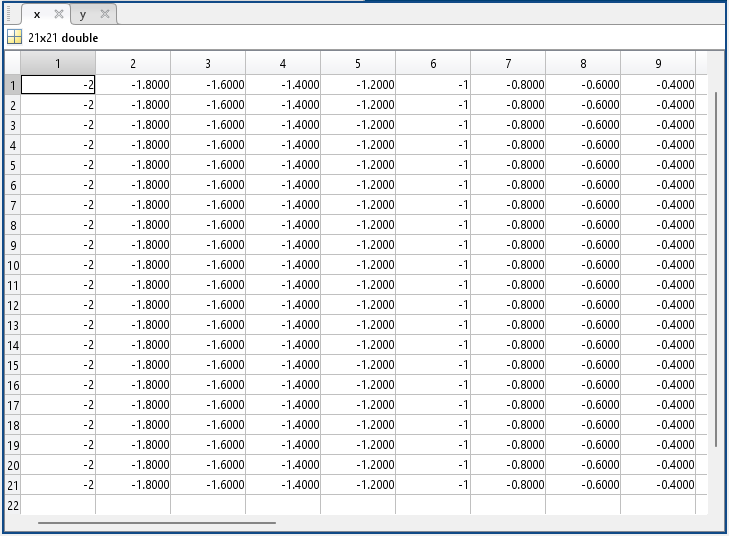 x y
21x21 double
1 2 3 4 5 6 7 8 9
1 -2 -1.8000 -1.6000 -1.4000 -1.2000 -1 -0.8000 -0.6000 -0.4000
2 -2 -1.8000 -1.6000 -1.4000 -1.2000 -1 -0.8000 -0.6000 -0.4000
3 -2 -1.8000 -1.6000 -1.4000 -1.2000 -1 -0.8000 -0.6000 -0.4000
4 -2 -1.8000 -1.6000 -1.4000 -1.2000 -1 -0.8000 -0.6000 -0.4000
5 -2 -1.8000 -1.6000 -1.4000 -1.2000 -1 -0.8000 -0.6000 -0.4000
6 -2 -1.8000 -1.6000 -1.4000 -1.2000 -1 -0.8000 -0.6000 -0.4000
7 -2 -1.8000 -1.6000 -1.4000 -1.2000 -1 -0.8000 -0.6000 -0.4000
8 -2 -1.8000 -1.6000 -1.4000 -1.2000 -1 -0.8000 -0.6000 -0.4000
9 -2 -1.8000 -1.6000 -1.4000 -1.2000 -1 -0.8000 -0.6000 -0.4000
10 -2 -1.8000 -1.6000 -1.4000 -1.2000 -1 -0.8000 -0.6000 -0.4000
11 -2 -1.8000 -1.6000 -1.4000 -1.2000 -1 -0.8000 -0.6000 -0.4000
12 -2 -1.8000 -1.6000 -1.4000 -1.2000 -1 -0.8000 -0.6000 -0.4000
13 -2 -1.8000 -1.6000 -1.4000 -1.2000 -1 -0.8000 -0.6000 -0.4000
14 -2 -1.8000 -1.6000 -1.4000 -1.2000 -1 -0.8000 -0.6000 -0.4000
15 -2 -1.8000 -1.6000 -1.4000 -1.2000 -1 -0.8000 -0.6000 -0.4000
16 -2 -1.8000 -1.6000 -1.4000 -1.2000 -1 -0.8000 -0.6000 -0.4000
17 -2 -1.8000 -1.6000 -1.4000 -1.2000 -1 -0.8000 -0.6000 -0.4000
18 -2 -1.8000 -1.6000 -1.4000 -1.2000 -1 -0.8000 -0.6000 -0.4000
19 -2 -1.8000 -1.6000 -1.4000 -1.2000 -1 -0.8000 -0.6000 -0.4000
20 -2 -1.8000 -1.6000 -1.4000 -1.2000 -1 -0.8000 -0.6000 -0.4000
21 -2 -1.8000 -1.6000 -1.4000 -1.2000 -1 -0.8000 -0.6000 -0.4000
22